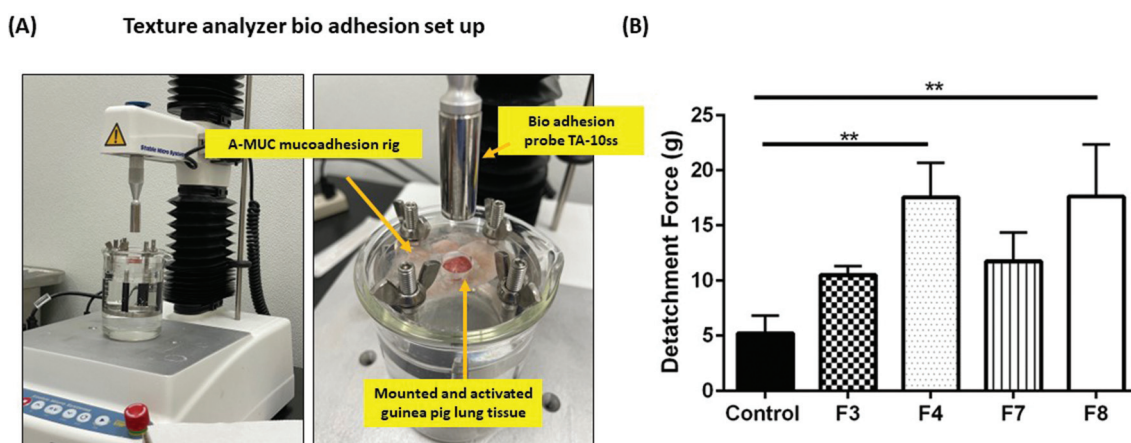 (A) Texture analyzer bio adhesion set up
A-MUC mucoadhesion rig
Bio adhesion
probe TA-10ss
Mounted and activated
guinea pig lung tissue
(B)
**
**
Detatchment Force (g)
25
20
15
10
5
0
Control F3 F4 F7 F8